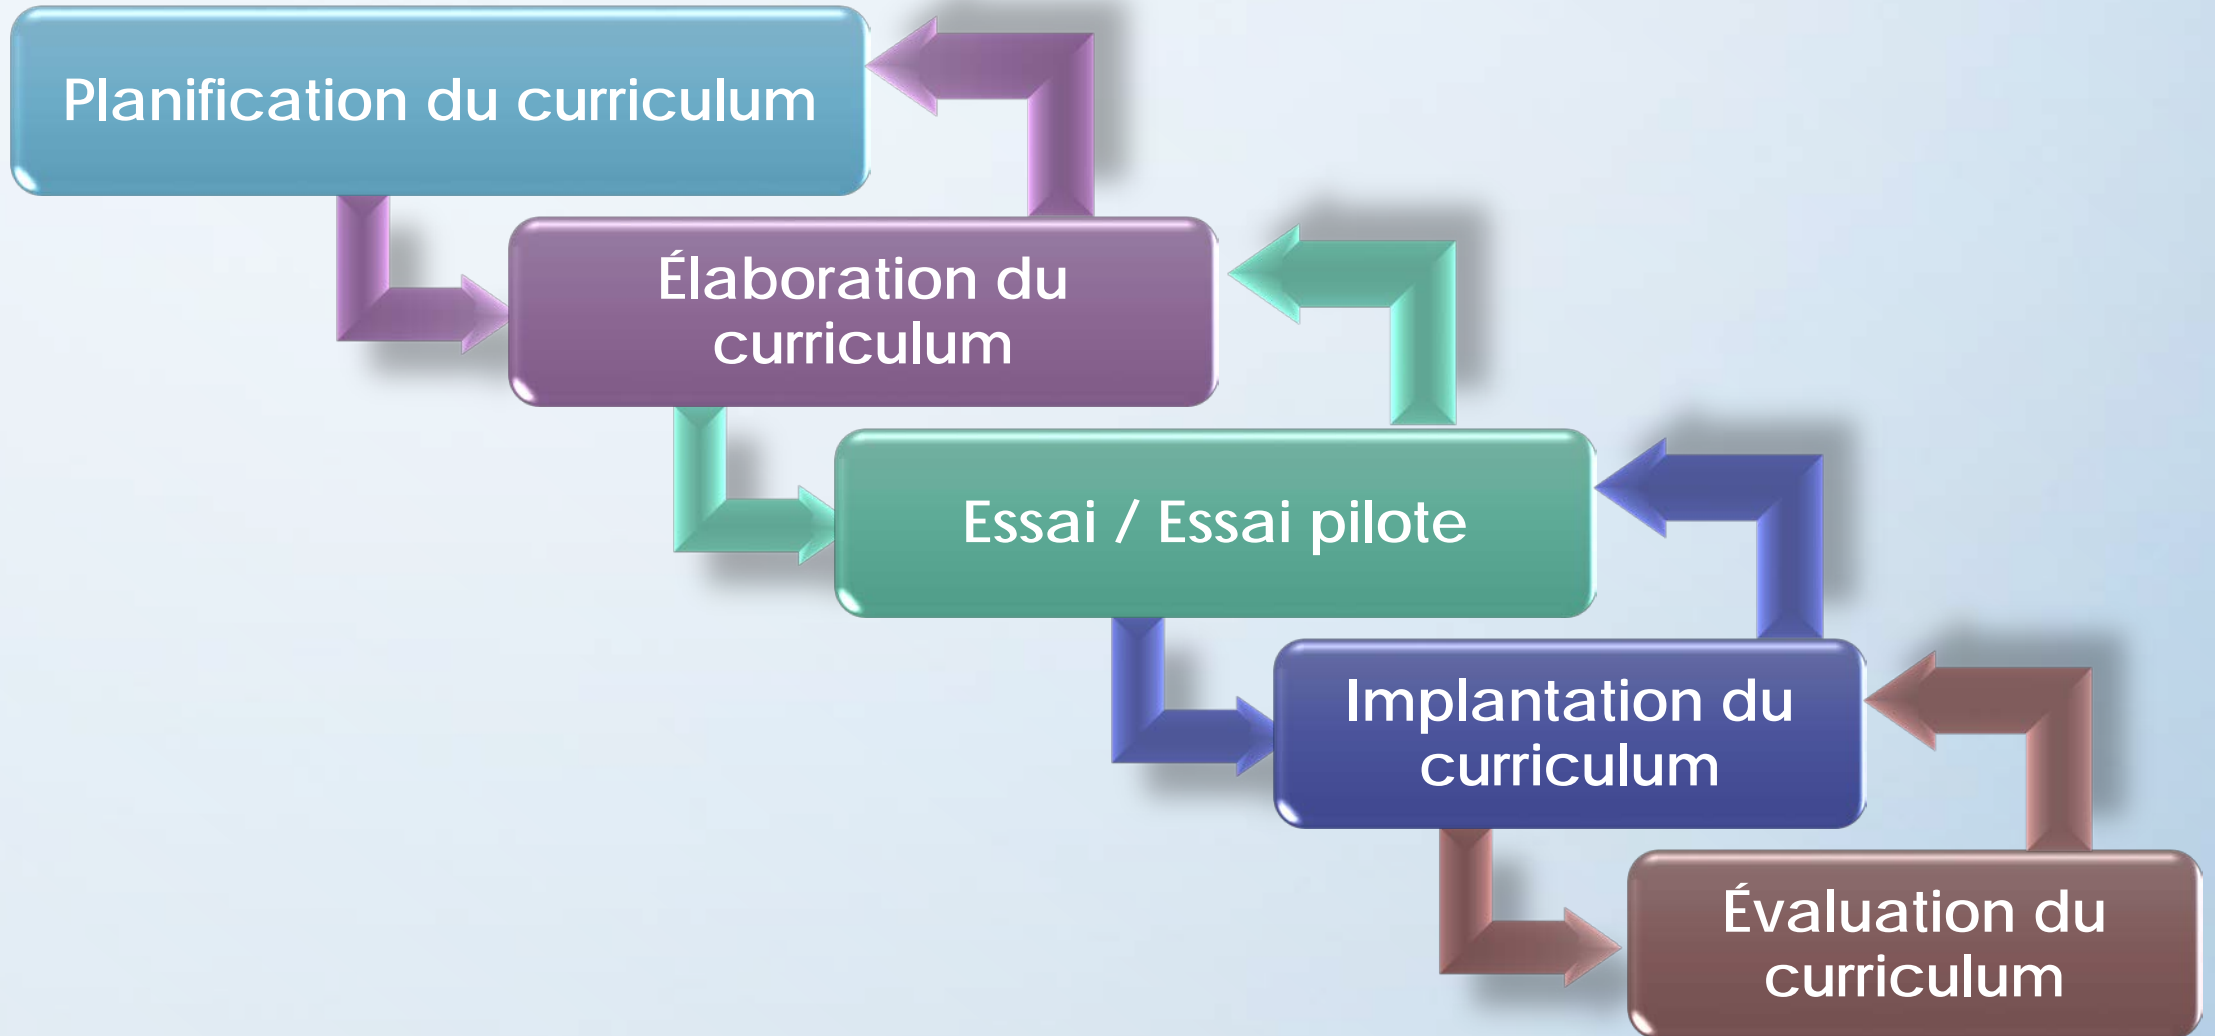 Planification du curriculum
Élaboration du
curriculum
Essai / Essai pilote
Implantation du
curriculum
Évaluation du
curriculum